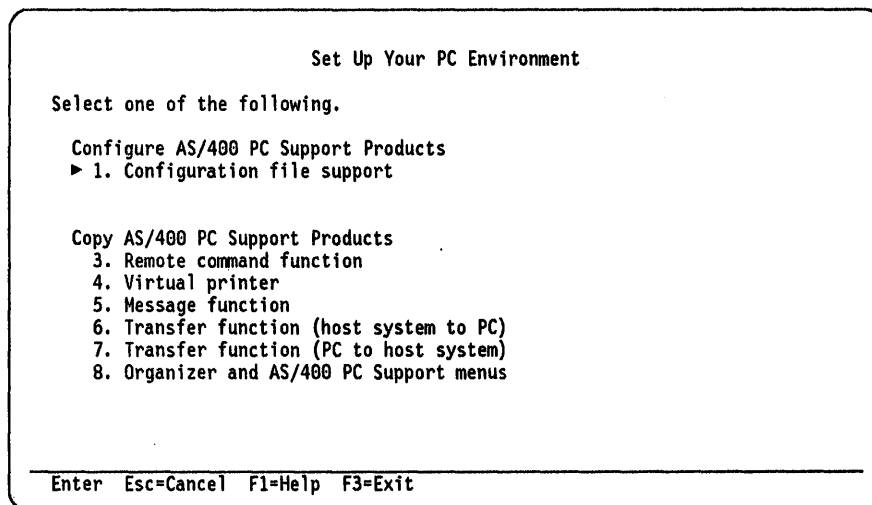 Set Up Your PC Environment
Select one of the following.
Configure AS/400 PC Support Products
► 1. Configuration file support
Copy AS/400 PC Support Products
3. Remote command function
4. Virtual printer
5. Message function
6. Transfer function (host system to PC)
7. Transfer function (PC to host system)
8. Organizer and AS/400 PC Support menus
Enter Esc=Cancel F1=Help F3=Exit